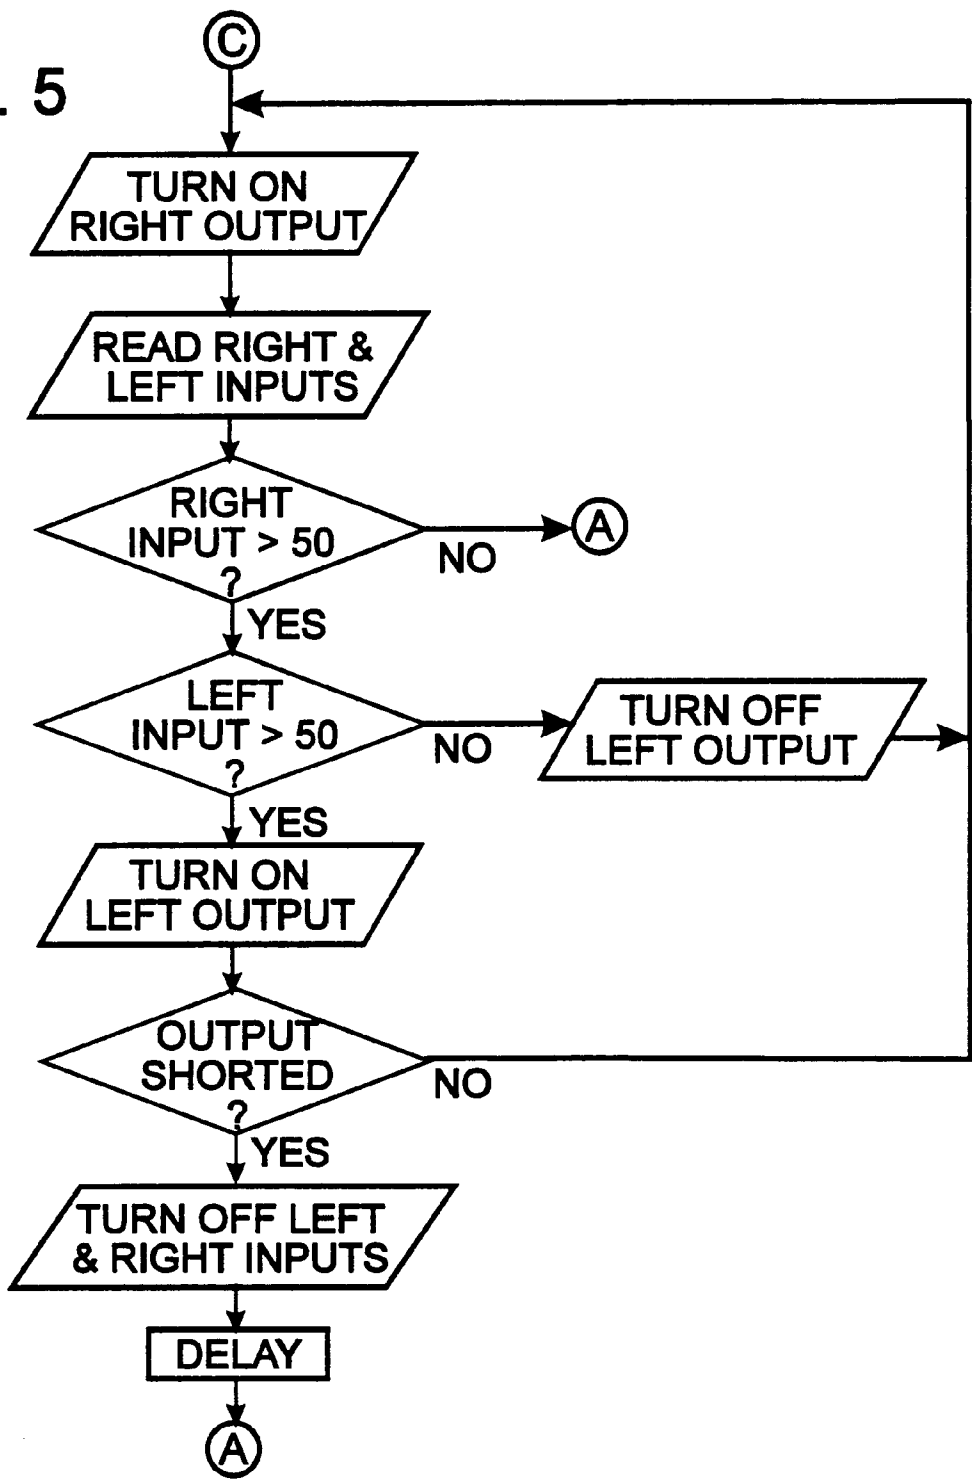 C
. 5
TURN ON
RIGHT OUTPUT
READ RIGHT &
LEFT INPUTS
RIGHT
INPUT > 50
?
NO
A
YES
LEFT
INPUT > 50
?
NO
TURN OFF
LEFT OUTPUT
YES
TURN ON
LEFT OUTPUT
OUTPUT
SHORTED
?
NO
YES
TURN OFF LEFT
& RIGHT INPUTS
DELAY
A